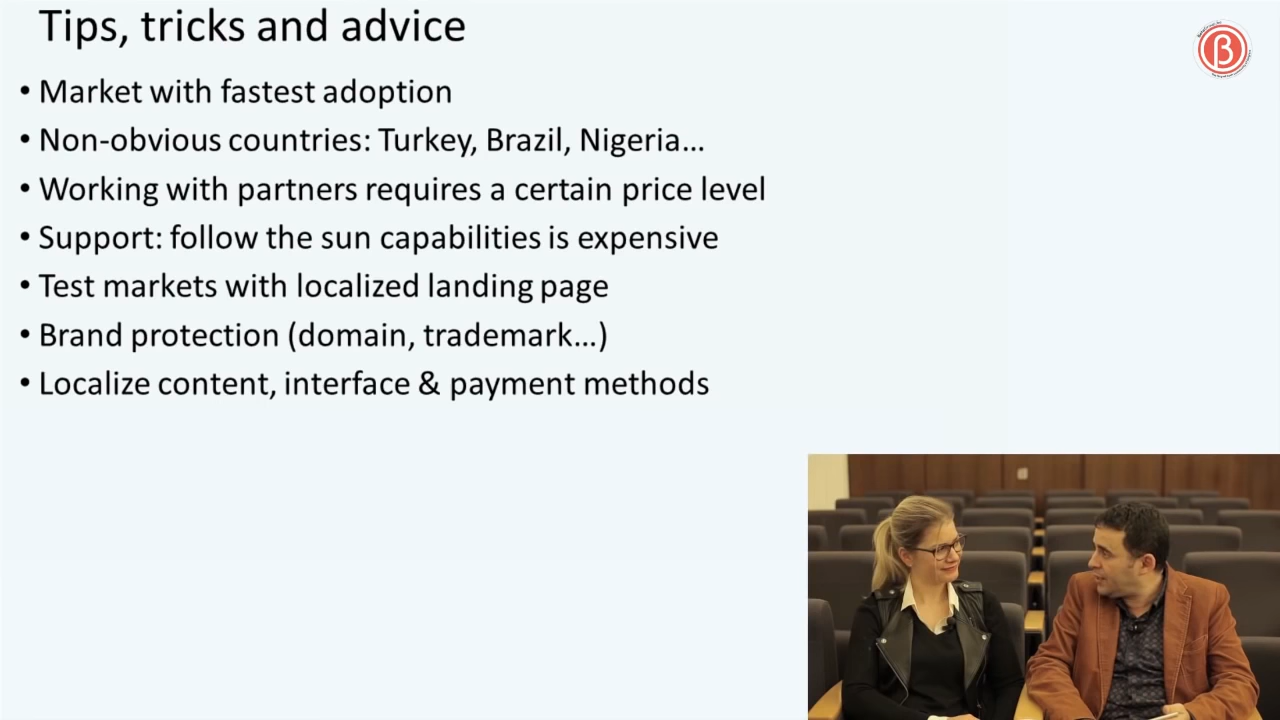 Tips, tricks and advice
• Market with fastest adoption
• Non-obvious countries: Turkey, Brazil, Nigeria...
• Working with partners requires a certain price level
• Support: follow the sun capabilities is expensive
• Test markets with localized landing page
• Brand protection (domain, trademark...)
• Localize content, interface & payment methods
β